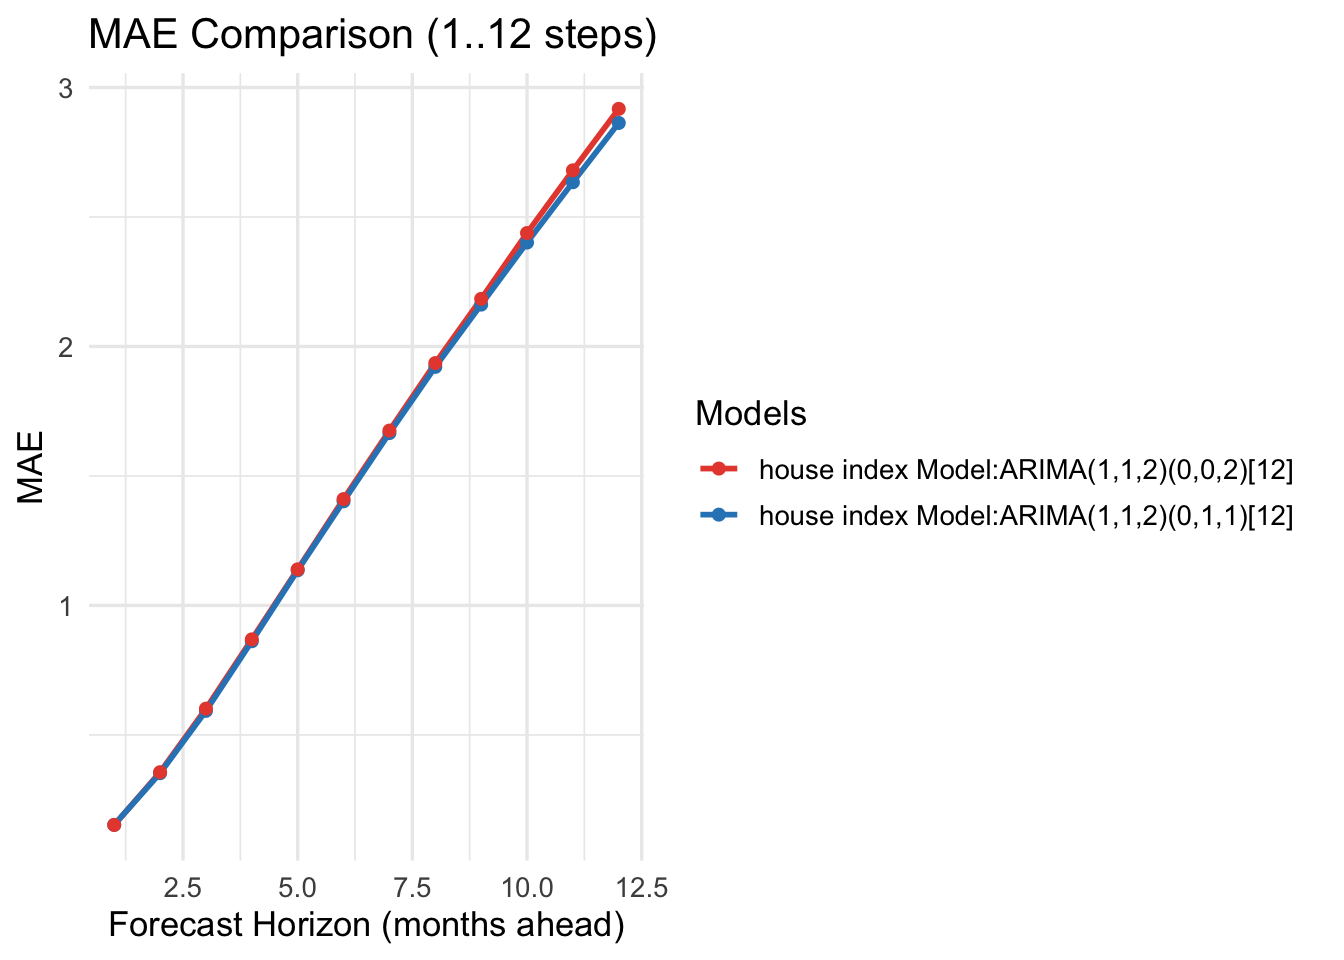 MAE Comparison (1..12 steps)
3
2
1
MAE
2.5 5.0 7.5 10.0 12.5
Forecast Horizon (months ahead)
Models
house index Model:ARIMA(1,1,2)(0,0,2)[12]
house index Model:ARIMA(1,1,2)(0,1,1)[12]